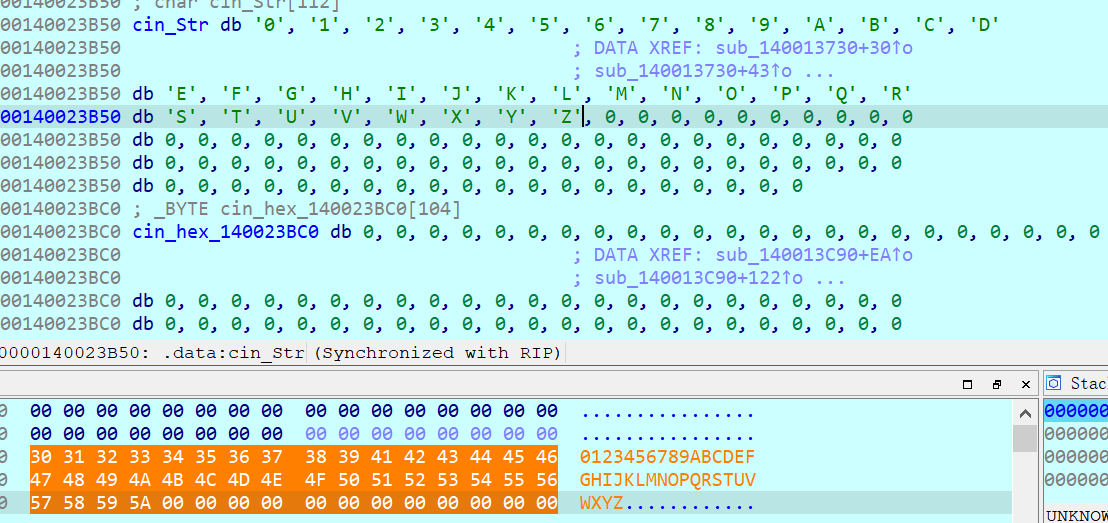 00140023B50 ; char cin_Str[112]
00140023B50 cin_Str db '0', '1', '2', '3', '4', '5', '6', '7', '8', '9', 'A', 'B', 'C', 'D'
00140023B50 ; DATA XREF: sub_140013730+30↑o
00140023B50 ; sub_140013730+43↑o ...
00140023B50 db 'E', 'F', 'G', 'H', 'I', 'J', 'K', 'L', 'M', 'N', 'O', 'P', 'Q', 'R'
00140023B50 db 'S', 'T', 'U', 'V', 'W', 'X', 'Y', 'Z', 0, 0, 0, 0, 0, 0, 0, 0, 0, 0
00140023B50 db 0, 0, 0, 0, 0, 0, 0, 0, 0, 0, 0, 0, 0, 0, 0, 0, 0, 0, 0, 0, 0, 0, 0
00140023B50 db 0, 0, 0, 0, 0, 0, 0, 0, 0, 0, 0, 0, 0, 0, 0, 0, 0, 0, 0, 0, 0, 0, 0
00140023B50 db 0, 0, 0, 0, 0, 0, 0, 0, 0, 0, 0, 0, 0, 0, 0, 0, 0, 0, 0, 0
00140023BC0 ; _BYTE cin_hex_140023BC0[104]
00140023BC0 cin_hex_140023BC0 db 0, 0, 0, 0, 0, 0, 0, 0, 0, 0, 0, 0, 0, 0, 0, 0, 0, 0, 0, 0, 0, 0, 0
00140023BC0 ; DATA XREF: sub_140013C90+EA↑o
00140023BC0 ; sub_140013C90+122↑o ...
00140023BC0 db 0, 0, 0, 0, 0, 0, 0, 0, 0, 0, 0, 0, 0, 0, 0, 0, 0, 0, 0, 0, 0, 0, 0
00140023BC0 db 0, 0, 0, 0, 0, 0, 0, 0, 0, 0, 0, 0, 0, 0, 0, 0, 0, 0, 0, 0, 0, 0, 0
0000140023B50: .data:cin_Str (Synchronized with RIP)
Stac
0 00 00 00 00 00 00 00 00 00 00 00 00 00 00 00 00 ................
0 00 00 00 00 00 00 00 00 00 00 00 00 00 00 00 00 ................
0 30 31 32 33 34 35 36 37 38 39 41 42 43 44 45 46 0123456789ABCDEF
0 47 48 49 4A 4B 4C 4D 4E 4F 50 51 52 53 54 55 56 GHIJKLMNOPQRSTUV
0 57 58 59 5A 00 00 00 00 00 00 00 00 00 00 00 00 WXYZ............
000000
000000
000000
000000
UNKNOW